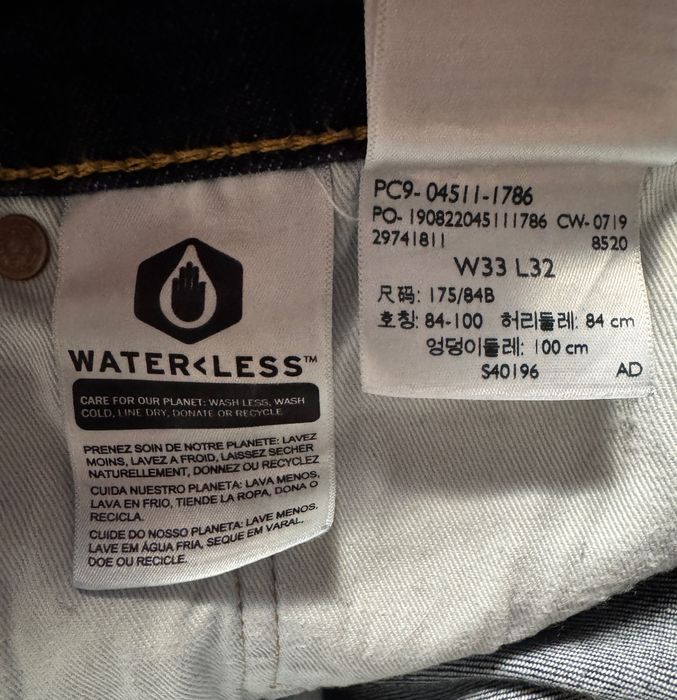 WATER<LESS™
CARE FOR OUR PLANET: WASH LESS, WASH
COLD, LINE DRY, DONATE OR RECYCLE
PRENEZ SOIN DE NOTRE PLANETE: LAVEZ
MOINS, LAVEZ A FROID, LAISSEZ SECHER
NATURELLEMENT, DONNEZ OU RECYCLEZ
CUIDA NUESTRO PLANETA: LAVA MENOS,
LAVA EN FRIO, TIENDE LA ROPA, DONA O
RECICLA.
CUIDE DO NOSSO PLANETA: LAVE MENOS,
LAVE EM ÁGUA FRIA, SEQUE EM VARAL,
DOE OU RECICLE.
PC9-04511-1786
PO- 190822045111786 CW- 0719
29741811 8520
W33 L32
尺码: 175/84B
호칭: 84-100 허리둘레: 84 cm
엉덩이둘레: 100 cm
S40196 AD